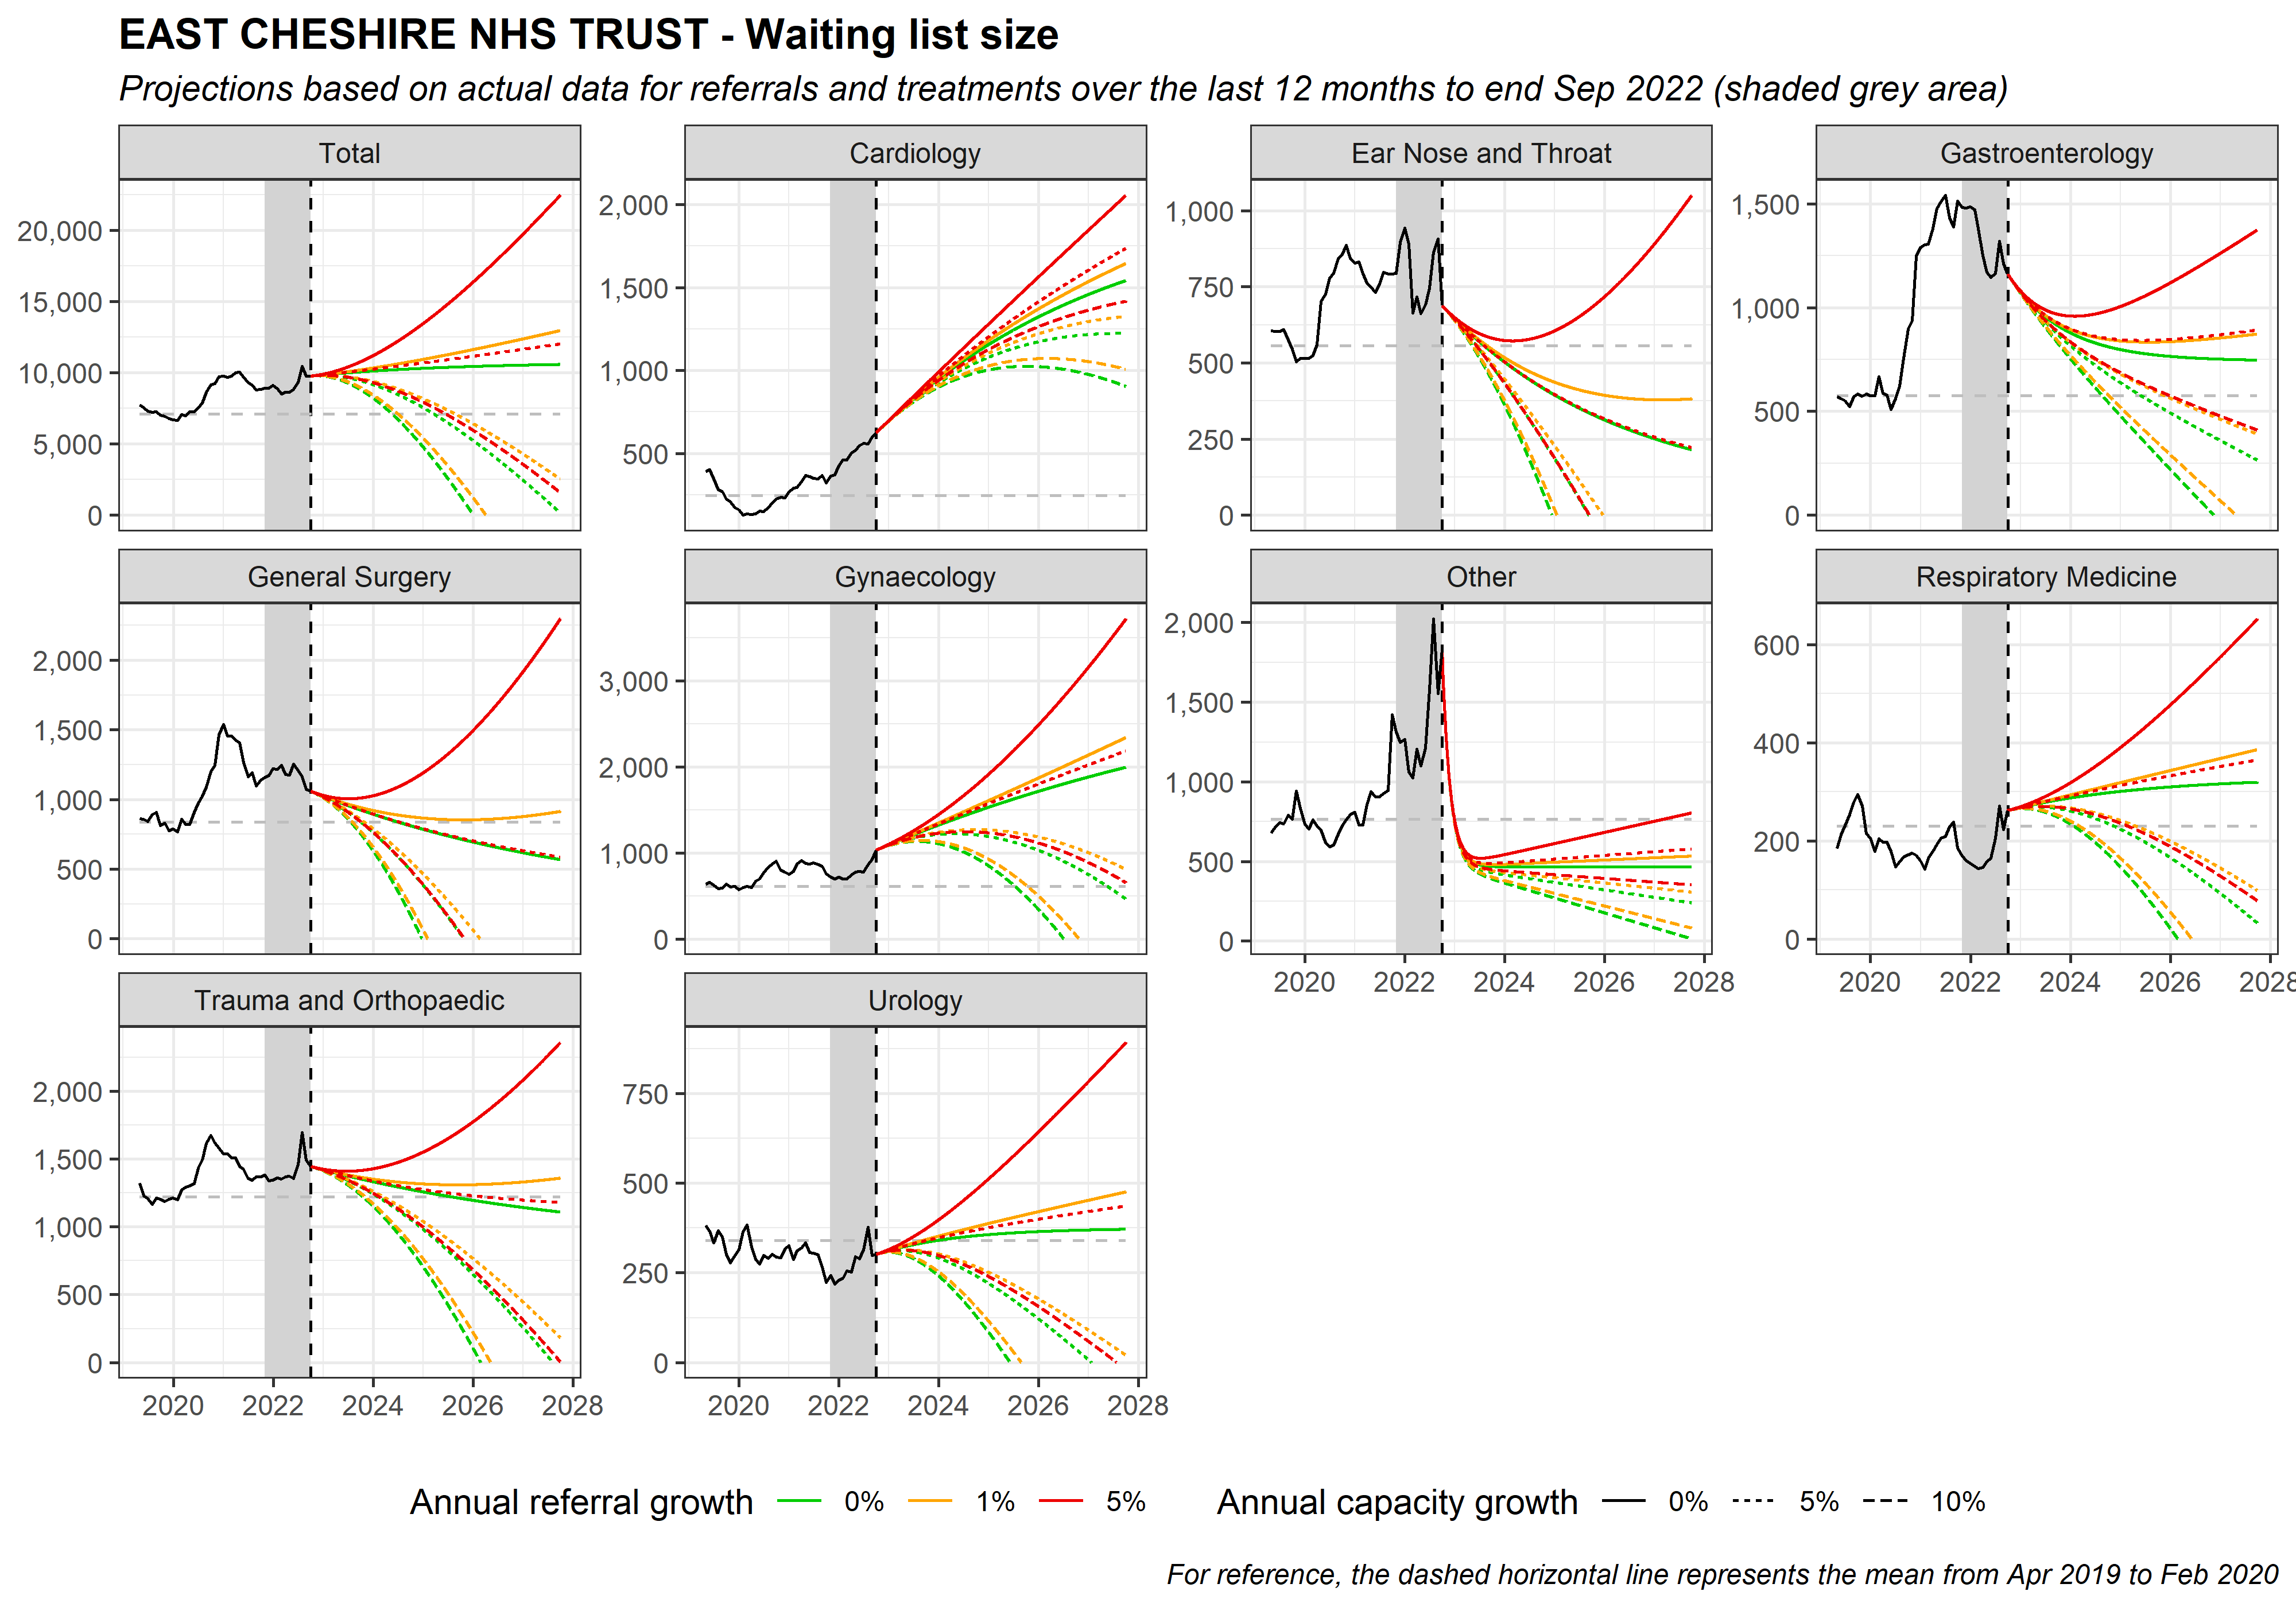 EAST CHESHIRE NHS TRUST - Waiting list size
Projections based on actual data for referrals and treatments over the last 12 months to end Sep 2022 (shaded grey area)
Total
Cardiology
Ear Nose and Throat
Gastroenterology
20,000
15,000
10,000
5,000
0
2,000
1,500
1,000
500
1,000
750
500
250
0
1,500
1,000
500
0
General Surgery
Gynaecology
Other
Respiratory Medicine
2,000
1,500
1,000
500
0
3,000
2,000
1,000
0
2,000
1,500
1,000
500
0
600
400
200
0
2020 2022 2024 2026 2028
2020 2022 2024 2026 2028
Trauma and Orthopaedic
Urology
2,000
1,500
1,000
500
0
750
500
250
0
2020 2022 2024 2026 2028
2020 2022 2024 2026 2028
Annual referral growth 0% 1% 5%
Annual capacity growth 0% 5% 10%
For reference, the dashed horizontal line represents the mean from Apr 2019 to Feb 2020